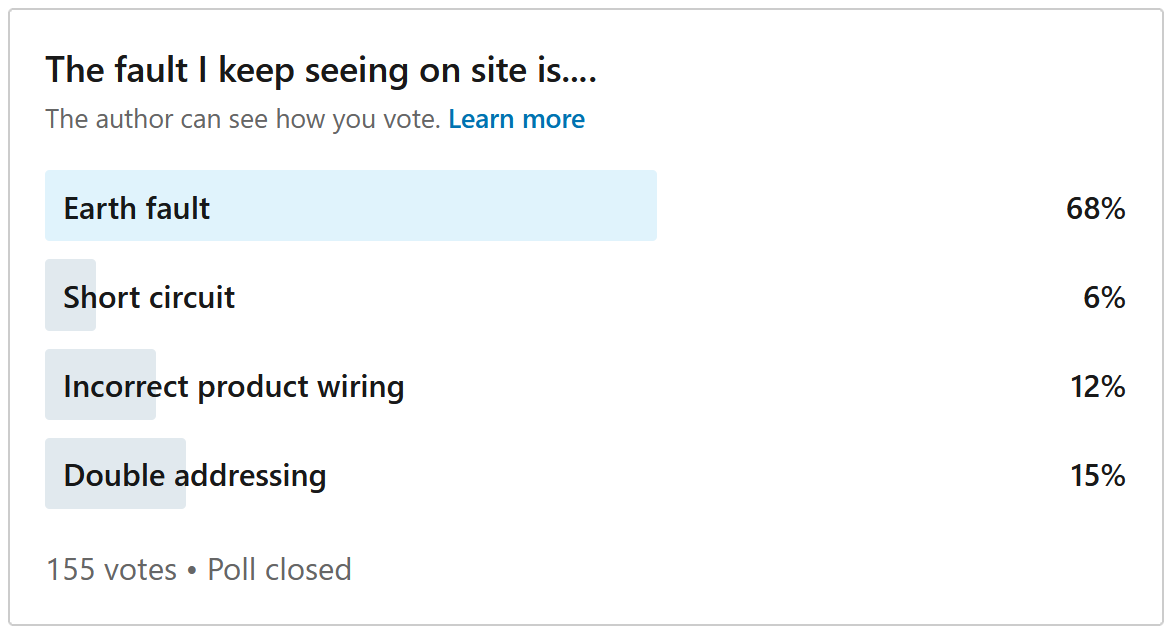 The fault I keep seeing on site is....
The author can see how you vote. Learn more
Earth fault 68%
Short circuit 6%
Incorrect product wiring 12%
Double addressing 15%
155 votes • Poll closed